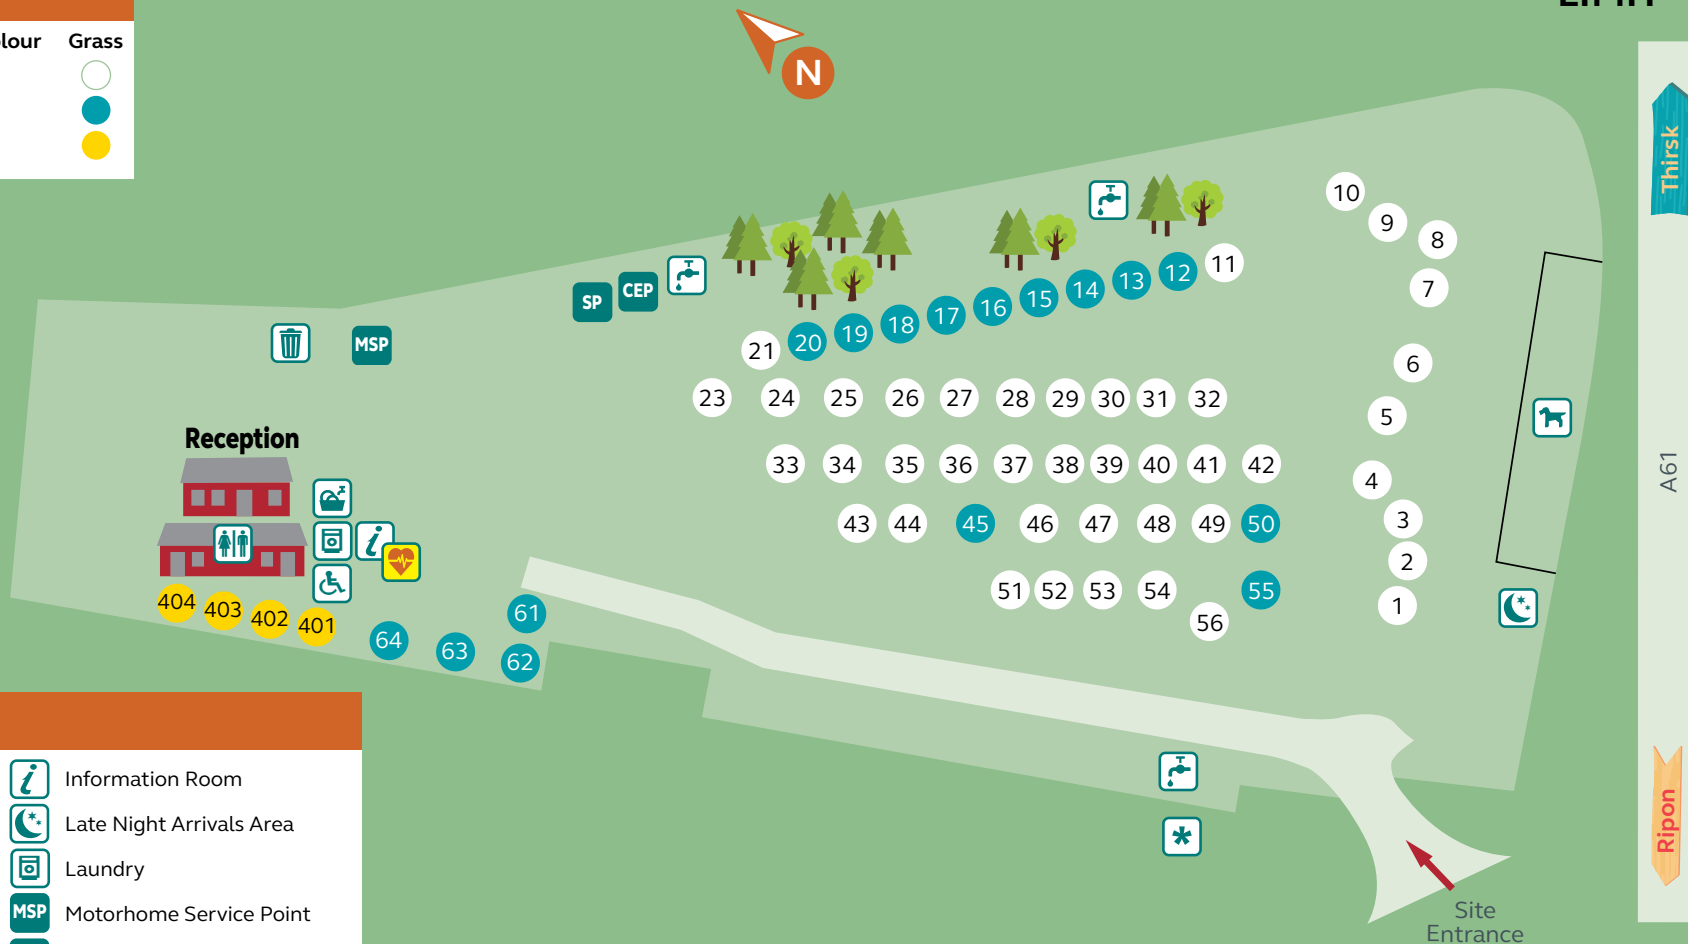 lour Grass
N
Thirsk
10
9
8
7
11
12
13
14
15
16
17
18
19
20
21
SP
CEP
MSP
6
5
23 24 25 26 27 28 29 30 31 32
Reception
33 34 35 36 37 38 39 40 41 42
4
A61
43 44 45 46 47 48 49 50
3
2
51 52 53 54 55
1
56
404 403 402 401
64 63 62
61
i
i Information Room
Late Night Arrivals Area
Laundry
MSP Motorhome Service Point
*
Ripon
Site
Entrance